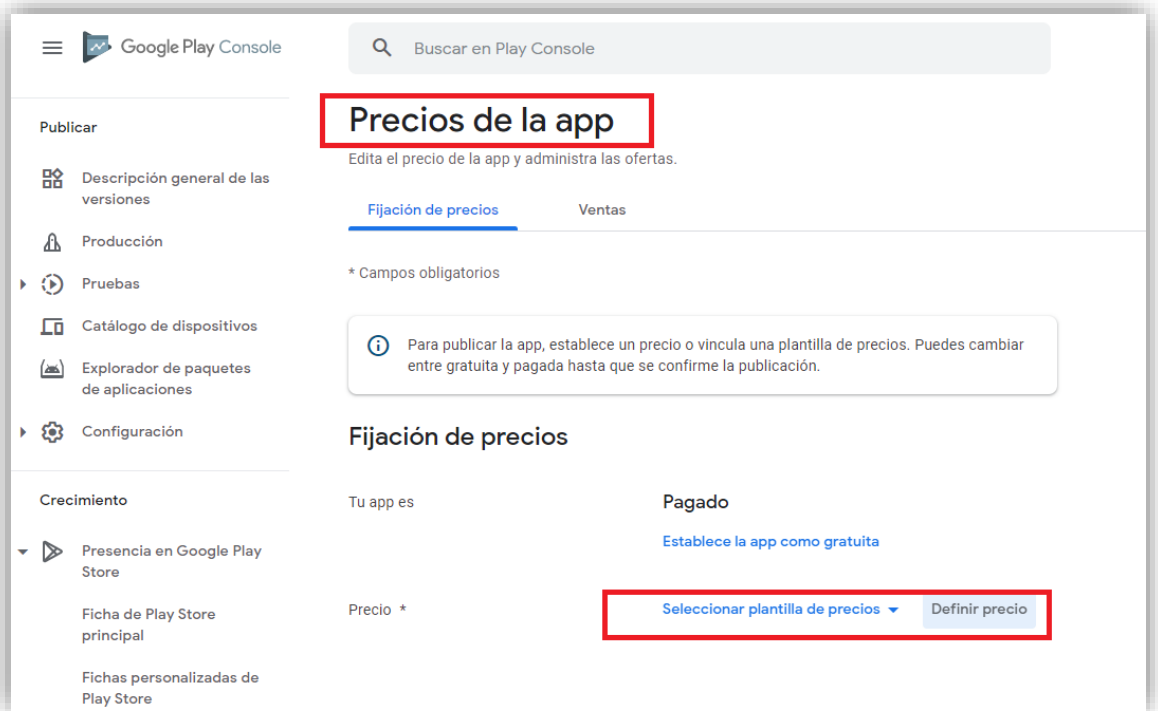 Google Play Console
Buscar en Play Console
Publicar
Descripción general de las
versiones
Producción
Pruebas
Catálogo de dispositivos
Explorador de paquetes
de aplicaciones
Configuración
Crecimiento
Presencia en Google Play
Store
Ficha de Play Store
principal
Fichas personalizadas de
Play Store
Precios de la app
Edita el precio de la app y administra las ofertas.
Fijación de precios
Ventas
* Campos obligatorios
Para publicar la app, establece un precio o vincula una plantilla de precios. Puedes cambiar
entre gratuita y pagada hasta que se confirme la publicación.
Fijación de precios
Tu app es
Pagado
Establece la app como gratuita
Precio *
Seleccionar plantilla de precios
Definir precio